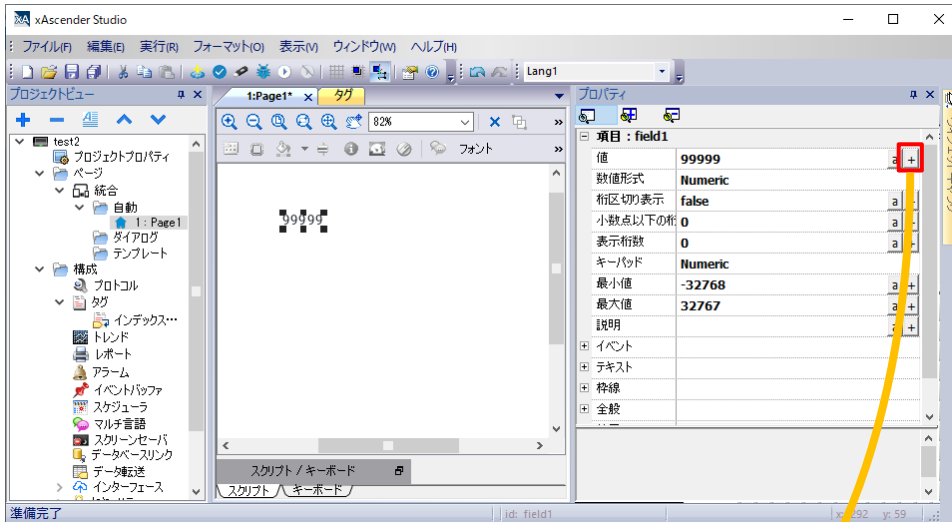 xAscender Studio
ファイル(F) 編集(E) 実行(R) フォーマット(O) 表示(V) ウィンドウ(W) ヘルプ(H)
Lang1
プロジェクトビュー
test2
プロジェクトプロパティ
ページ
統合
自動
1: Page1
ダイアログ
テンプレート
構成
プロトコル
タグ
インデックス…
トレンド
レポート
アラーム
イベントバッファ
スケジューラ
マルチ言語
スクリーンセーバ
データベースリンク
データ転送
インターフェース
1:Page1* タグ
82%
フォント
99999
スクリプト / キーボード
スクリプト キーボード
プロパティ
項目 : field1
値 99999 a +
数値形式 Numeric
桁区切り表示 false a
小数点以下の桁 0 a
表示桁数 0 a
キーパッド Numeric
最小値 -32768 a +
最大値 32767 a +
説明 +
イベント
テキスト
枠線
全般
準備完了
id: field1
y: 59